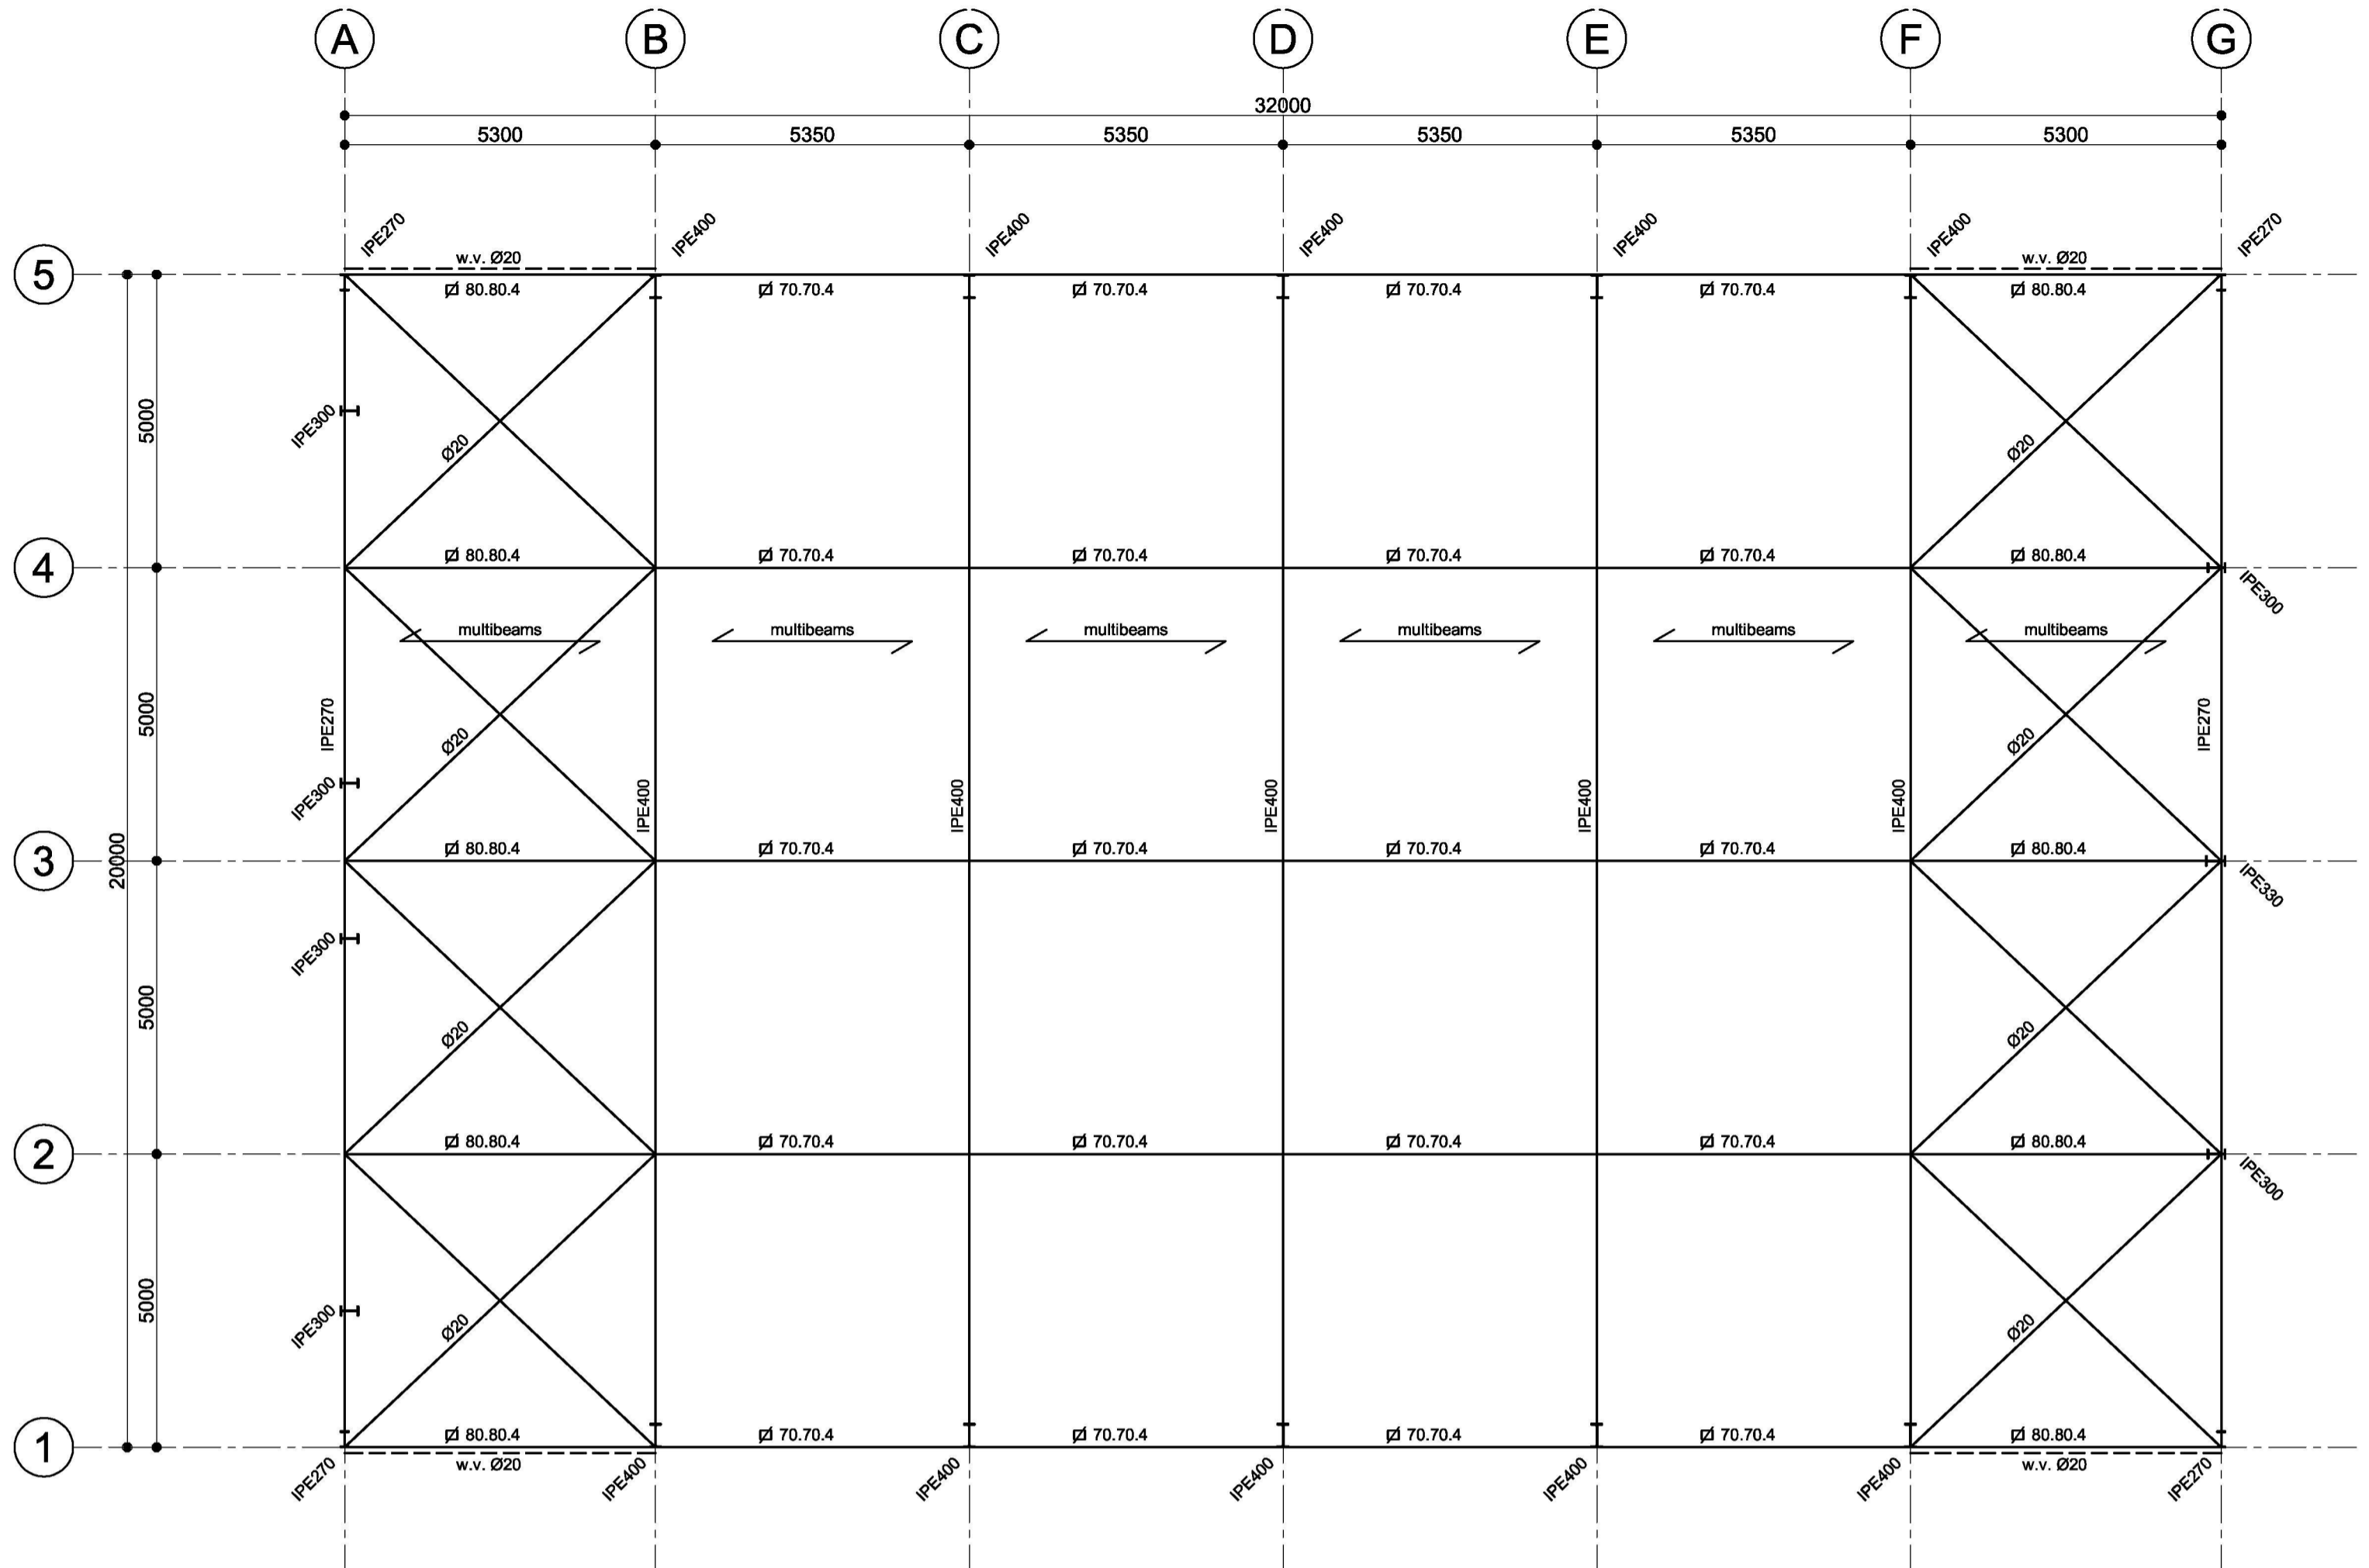 A B C D E F G
32000
5300 5350 5350 5350 5350 5300
IPE270 IPE400 IPE400 IPE400 IPE400 IPE400 IPE270
w.v. Ø20 w.v. Ø20
5
80.80.4 70.70.4 70.70.4 70.70.4 70.70.4 80.80.4
5000
IPE300
Ø20 Ø20
80.80.4 70.70.4 70.70.4 70.70.4 70.70.4 80.80.4
4
IPE300
multibeams multibeams multibeams multibeams multibeams multibeams
5000
IPE270 IPE270
Ø20 Ø20
IPE300
IPE400 IPE400 IPE400 IPE400 IPE400
80.80.4 70.70.4 70.70.4 70.70.4 70.70.4 80.80.4
3
20000
IPE330
IPE300
5000
Ø20 Ø20
80.80.4 70.70.4 70.70.4 70.70.4 70.70.4 80.80.4
2
IPE300
5000
IPE300
Ø20 Ø20
80.80.4 70.70.4 70.70.4 70.70.4 70.70.4 80.80.4
1
w.v. Ø20 w.v. Ø20
IPE270 IPE400 IPE400 IPE400 IPE400 IPE400 IPE270